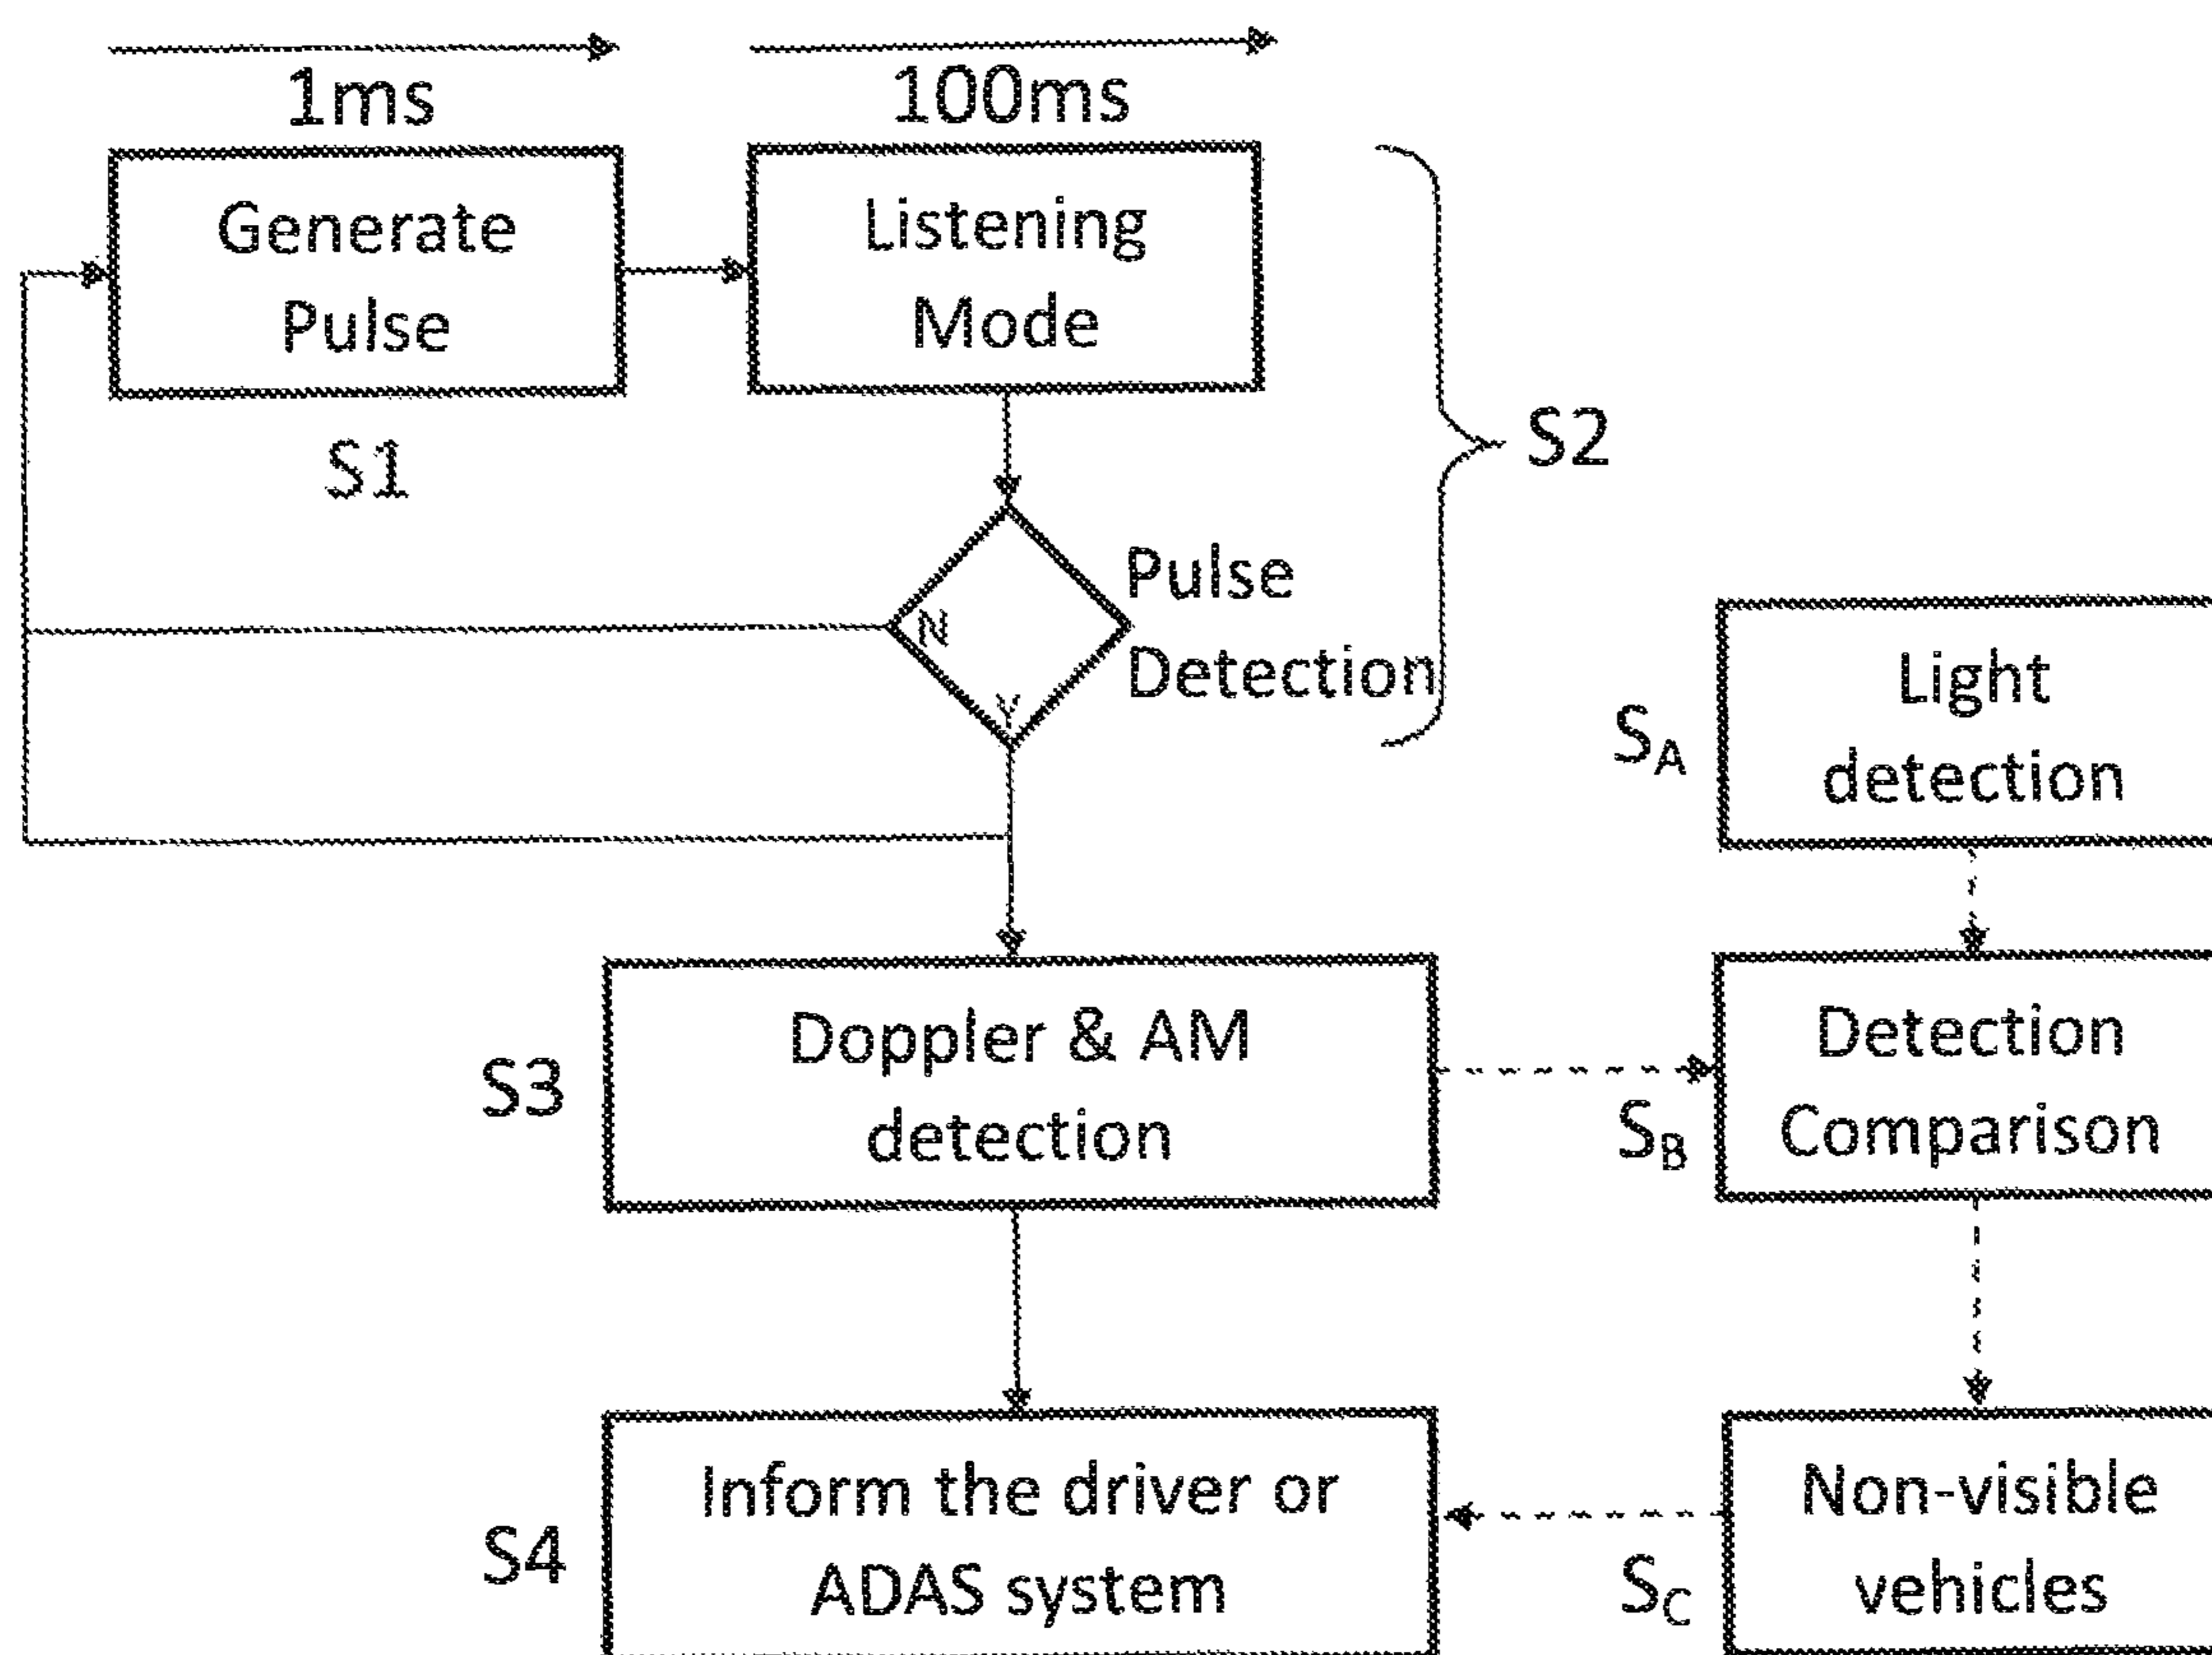 1ms
100ms
Generate
Pulse
S1
Listening
Mode
S2
N
Y
Pulse
Detection
S3
Doppler & AM
detection
S4
Inform the driver or
ADAS system
SA
Light
detection
SB
Detection
Comparison
SC
Non-visible
vehicles